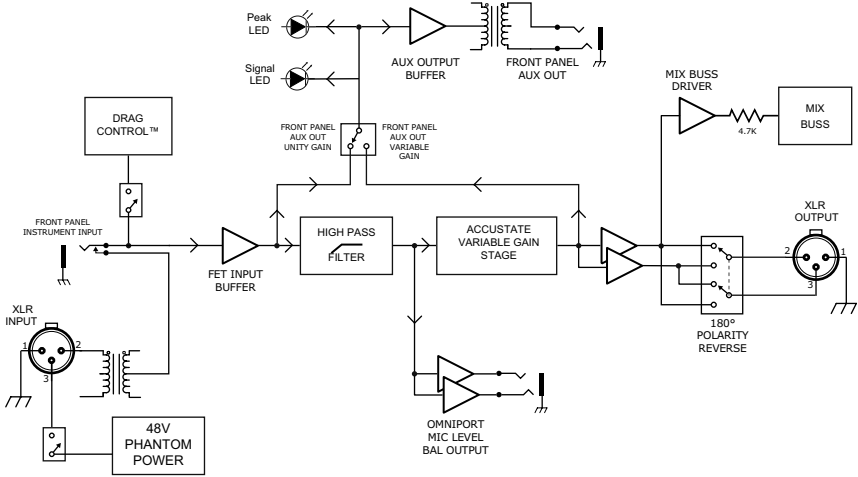 Peak
LED
Signal
LED
AUX OUTPUT
BUFFER
FRONT PANEL
AUX OUT
MIX BUSS
DRIVER
4.7K
MIX
BUSS
DRAG
CONTROL™
FRONT PANEL
AUX OUT
UNITY GAIN
FRONT PANEL
AUX OUT
VARIABLE
GAIN
FRONT PANEL
INSTRUMENT INPUT
FET INPUT
BUFFER
HIGH PASS
FILTER
ACCUSTATE
VARIABLE GAIN
STAGE
XLR
OUTPUT
2
1
3
180°
POLARITY
REVERSE
XLR
INPUT
1
2
3
48V
PHANTOM
POWER
OMNIPORT
MIC LEVEL
BAL OUTPUT